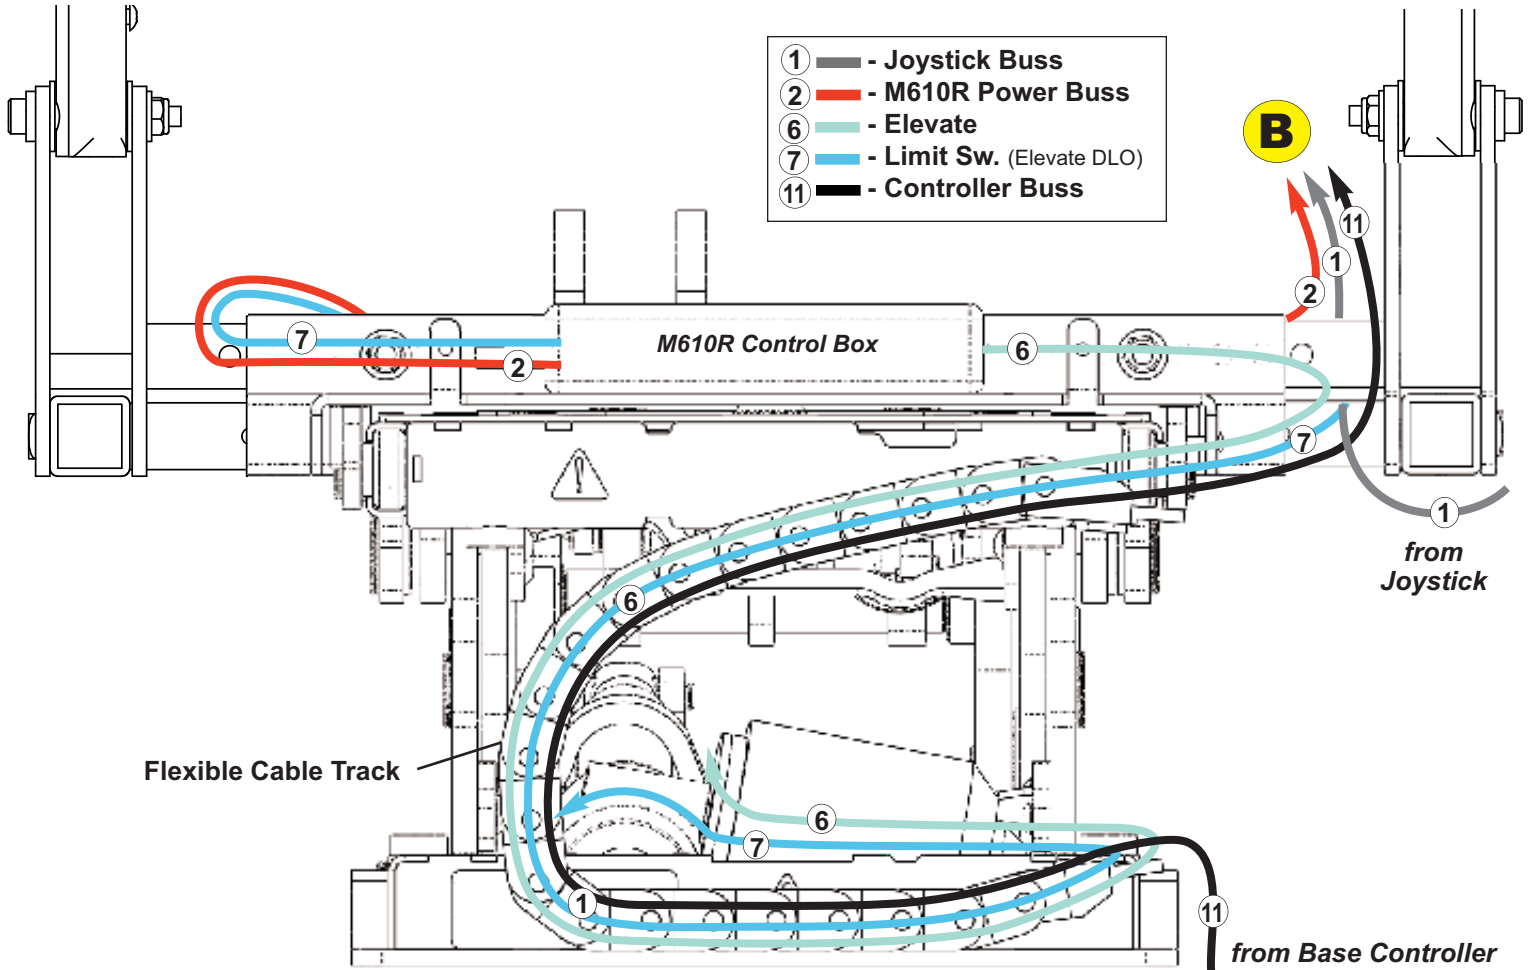 1 - Joystick Buss
2 - M610R Power Buss
6 - Elevate
7 - Limit Sw. (Elevate DLO)
11 - Controller Buss
B
11
1
2
7
2
M610R Control Box
6
7
1
from
Joystick
6
Flexible Cable Track
6
7
1
11
from Base Controller